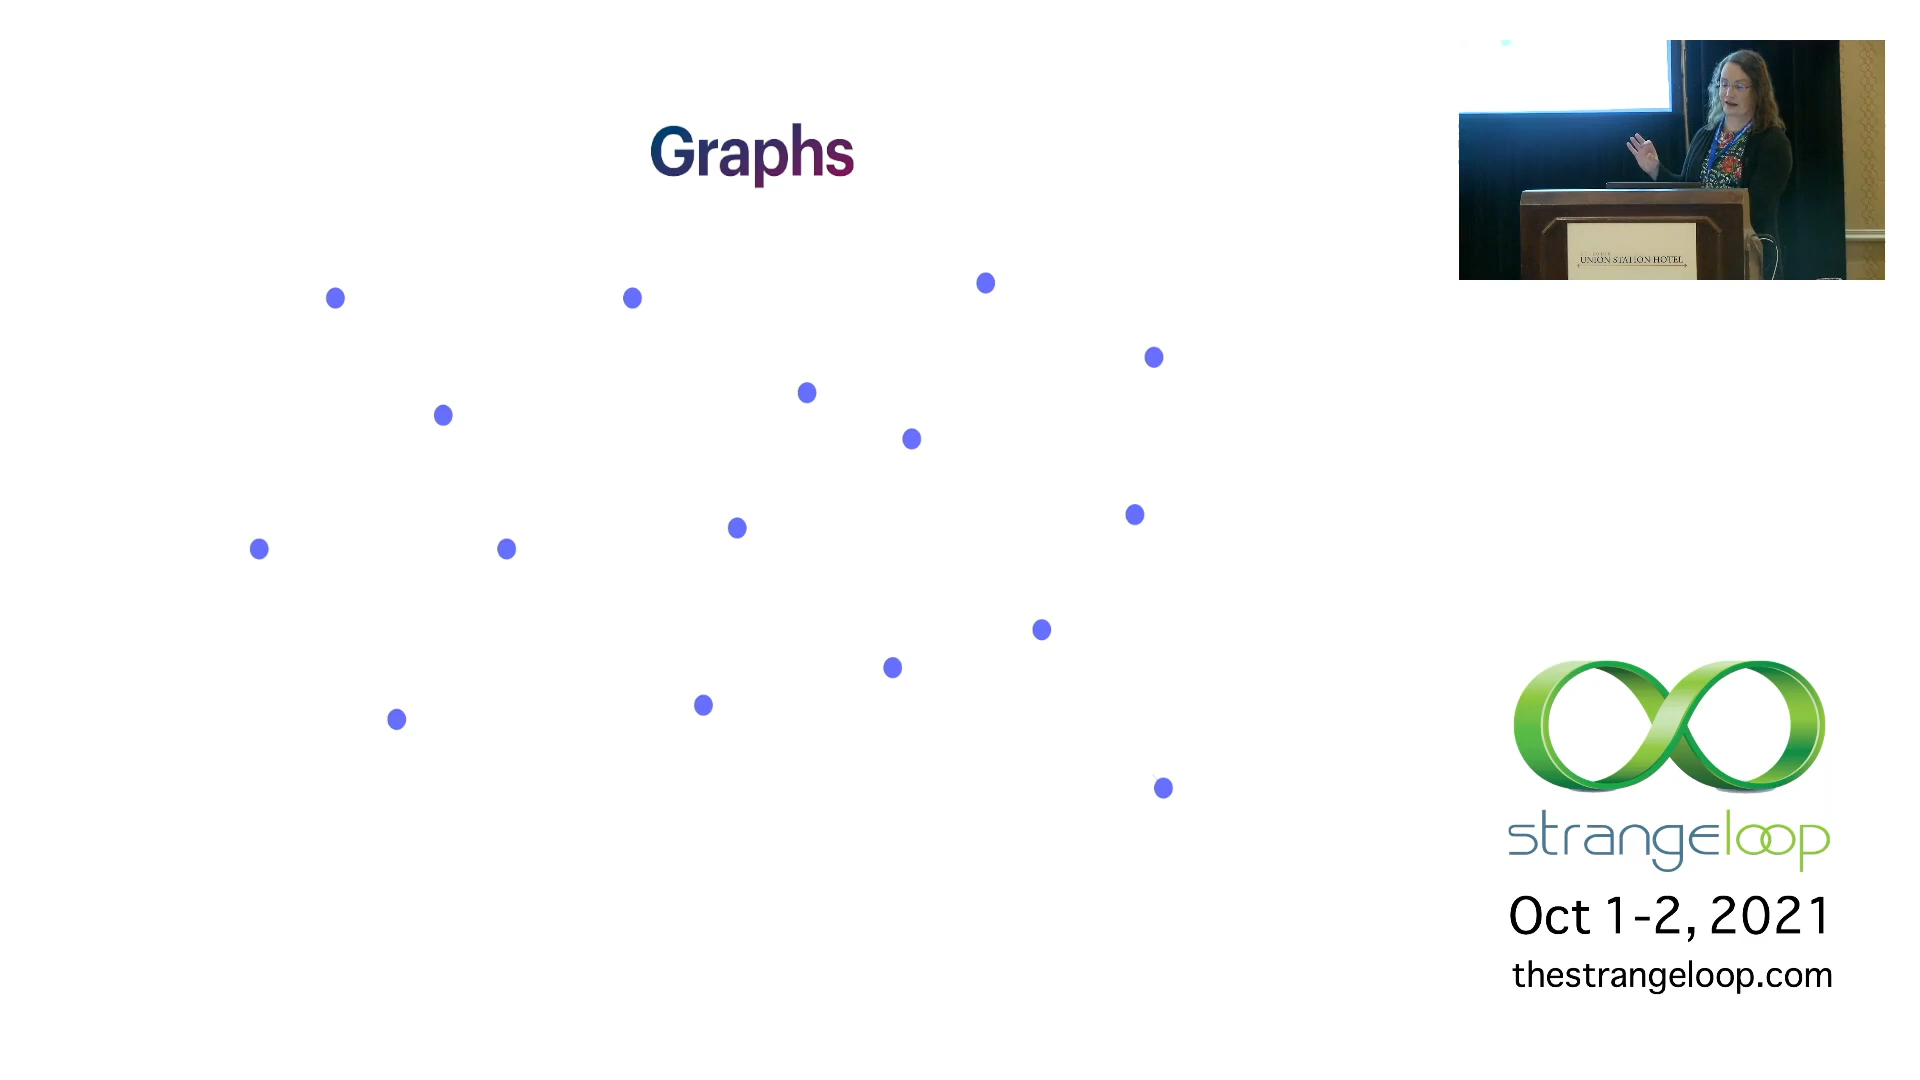 Graphs
UNION STATION HOTEL
strangeloop
Oct 1-2, 2021
thestrangeloop.com